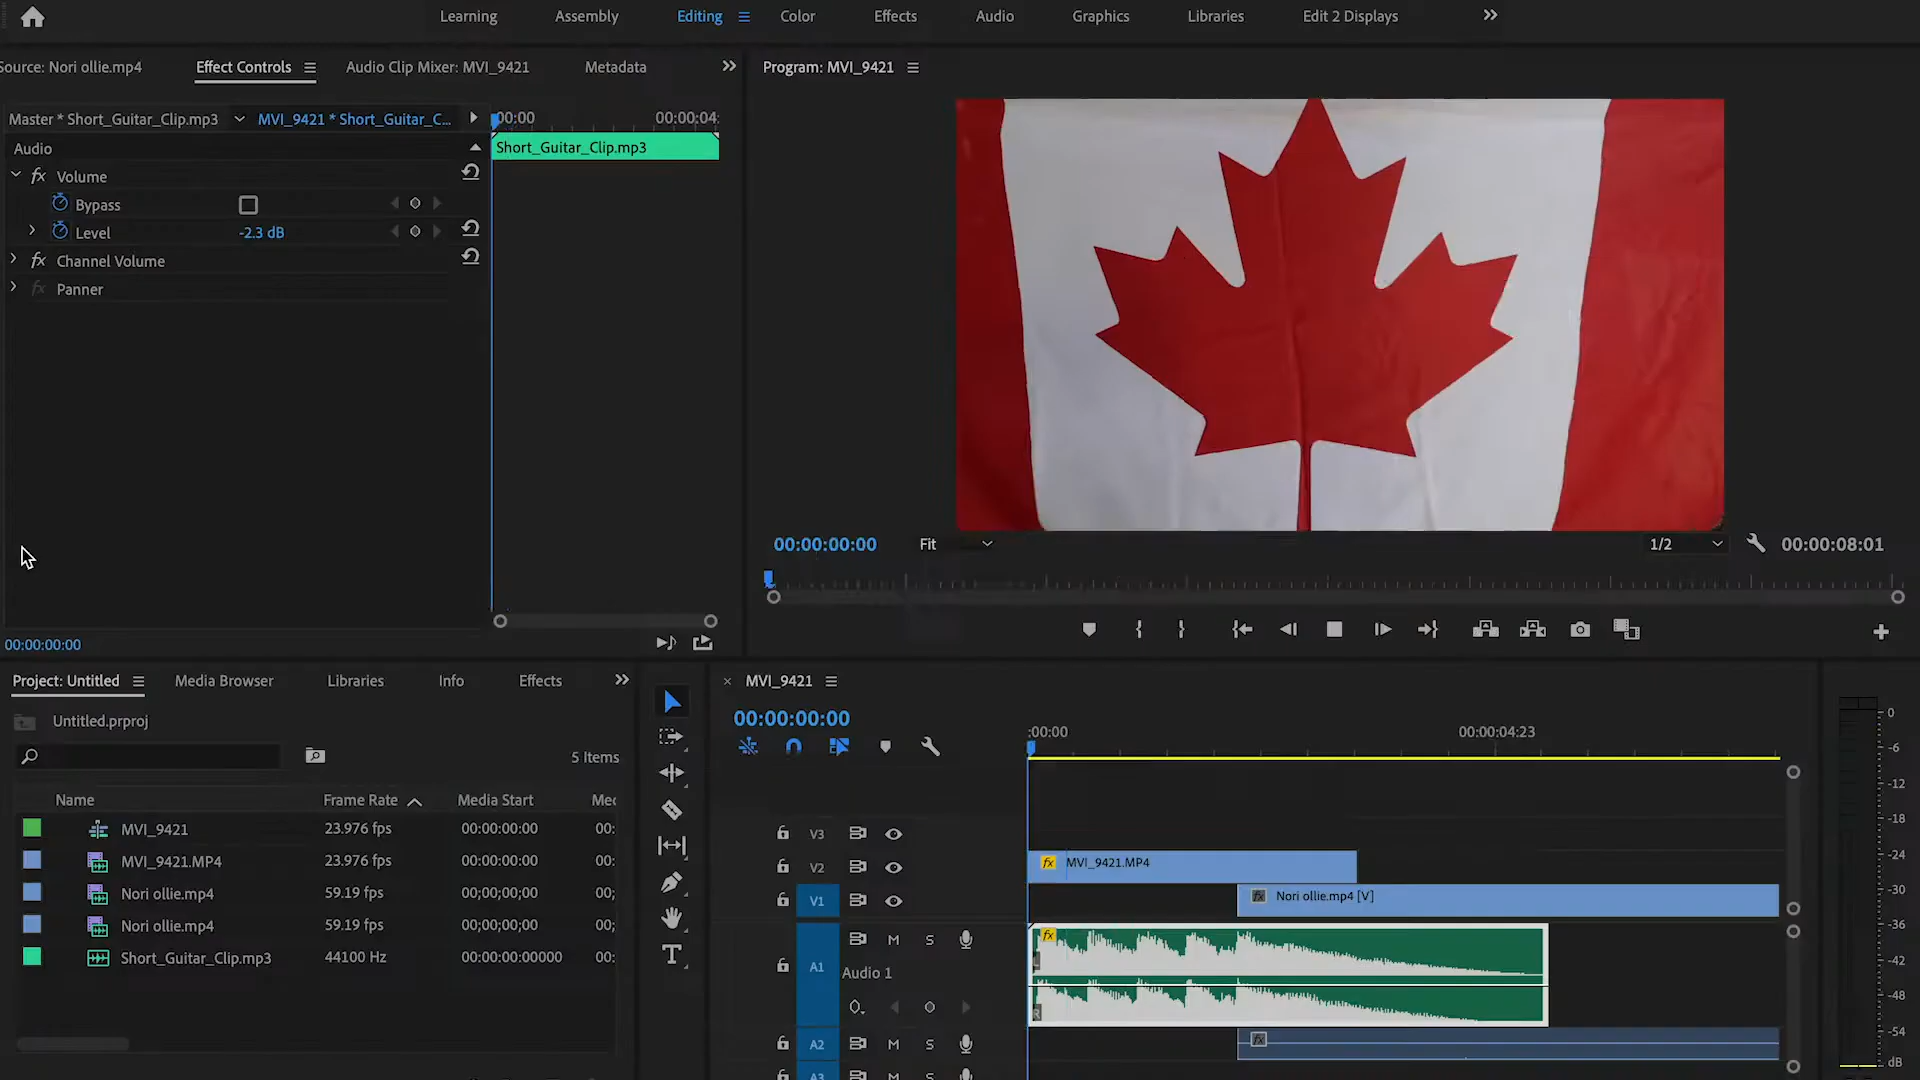 Learning Assembly Editing Color Effects Audio Graphics Libraries Edit 2 Displays
Source: Nori ollie.mp4 Effect Controls Audio Clip Mixer: MVI_9421 Metadata
Program: MVI_9421
Master * Short_Guitar_Clip.mp3 MVI_9421 * Short_Guitar_C... :00:00 00:00:04:
Audio Short_Guitar_Clip.mp3
fx Volume
Bypass
Level -2.3 dB
fx Channel Volume
fx Panner
00:00:00:00
00:00:00:00 Fit 1/2 00:00:08:01
Project: Untitled Media Browser Libraries Info Effects
Untitled.prproj
5 Items
Name Frame Rate Media Start Med
MVI_9421 23.976 fps 00:00:00:00 00:
MVI_9421.MP4 23.976 fps 00:00:00:00 00:
Nori ollie.mp4 59.19 fps 00;00;00;00 00;
Nori ollie.mp4 59.19 fps 00;00;00;00 00;
Short_Guitar_Clip.mp3 44100 Hz 00:00:00:00000 00:
T
× MVI_9421
00:00:00:00 :00:00 00:00:04:23
V3
V2 fx MVI_9421.MP4
V1 fx Nori ollie.mp4 [V]
A1 M S fx
Audio 1
L
R
A2 M S fx
A3 M S
0
-6
-12
-18
-24
-30
-36
-42
-48
-54
dB